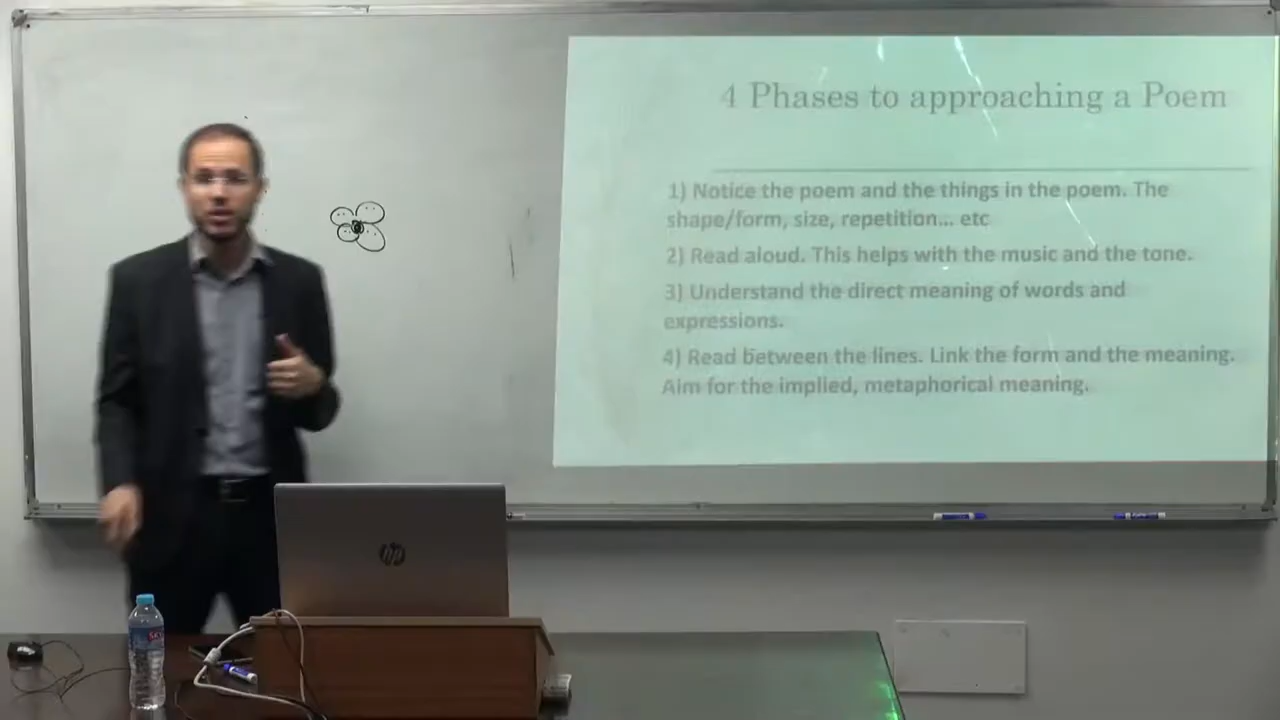 4 Phases to approaching a Poem
1) Notice the poem and the things in the poem. The
shape/form, size, repetition... etc
2) Read aloud. This helps with the music and the tone.
3) Understand the direct meaning of words and
expressions.
4) Read between the lines. Link the form and the meaning.
Aim for the implied, metaphorical meaning.
hp